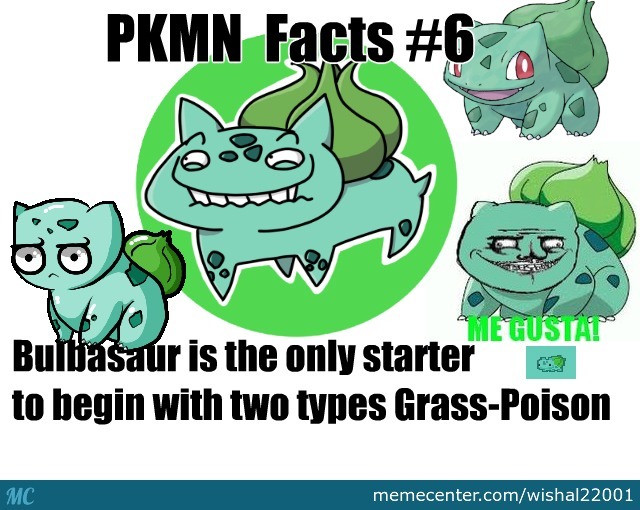 PKMN Facts #6
ME GUSTA!
Bulbasaur is the only starter
to begin with two types Grass-Poison
MC
memecenter.com/wishal22001